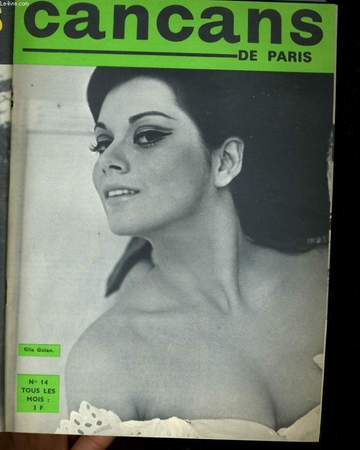 cancans
DE PARIS
Gila Golan.
N° 14
TOUS LES
MOIS :
3 F.